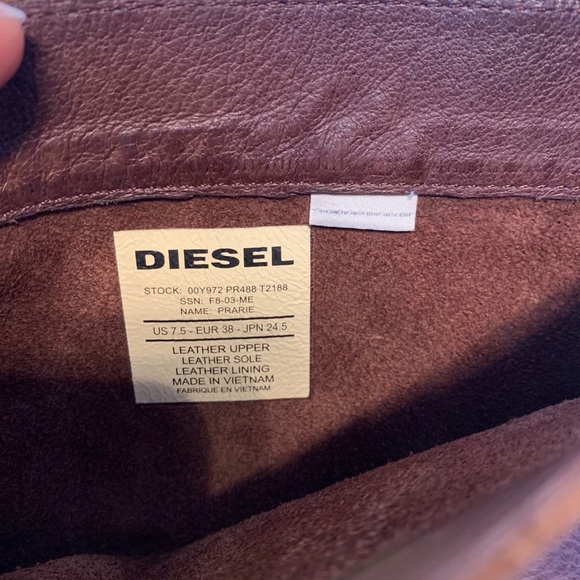 DIESEL
STOCK: 00Y972 PR488 T2188
SSN: F8-03-ME
NAME: PRARIE
US 7.5 - EUR 38 - JPN 24.5
LEATHER UPPER
LEATHER SOLE
LEATHER LINING
MADE IN VIETNAM
FABRIQUE EN VIETNAM